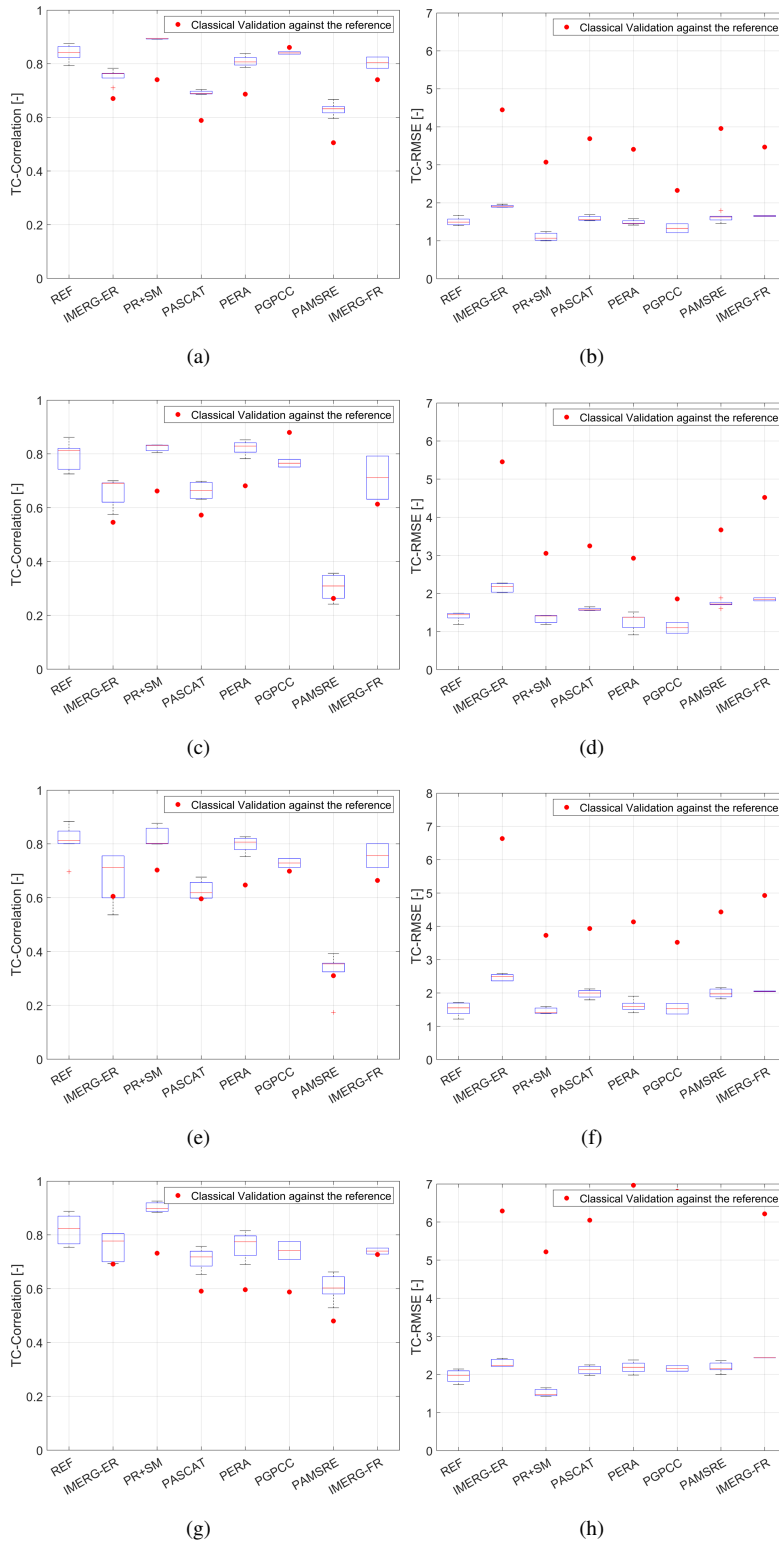 TC-Correlation [-]
1
0.8
0.6
0.4
0.2
0
Classical Validation against the reference
REF
IMERG-ER
PR+SM
PASCAT
PERA
PGPCC
PAMSRE
IMERG-FR
(a)
TC-RMSE [-]
7
6
5
4
3
2
1
0
Classical Validation against the reference
REF
IMERG-ER
PR+SM
PASCAT
PERA
PGPCC
PAMSRE
IMERG-FR
(b)
TC-Correlation [-]
1
0.8
0.6
0.4
0.2
0
Classical Validation against the reference
REF
IMERG-ER
PR+SM
PASCAT
PERA
PGPCC
PAMSRE
IMERG-FR
(c)
TC-RMSE [-]
7
6
5
4
3
2
1
0
Classical Validation against the reference
REF
IMERG-ER
PR+SM
PASCAT
PERA
PGPCC
PAMSRE
IMERG-FR
(d)
TC-Correlation [-]
1
0.8
0.6
0.4
0.2
0
Classical Validation against the reference
REF
IMERG-ER
PR+SM
PASCAT
PERA
PGPCC
PAMSRE
IMERG-FR
(e)
TC-RMSE [-]
8
7
6
5
4
3
2
1
0
Classical Validation against the reference
REF
IMERG-ER
PR+SM
PASCAT
PERA
PGPCC
PAMSRE
IMERG-FR
(f)
TC-Correlation [-]
1
0.8
0.6
0.4
0.2
0
Classical Validation against the reference
REF
IMERG-ER
PR+SM
PASCAT
PERA
PGPCC
PAMSRE
IMERG-FR
(g)
TC-RMSE [-]
7
6
5
4
3
2
1
0
Classical Validation against the reference
REF
IMERG-ER
PR+SM
PASCAT
PERA
PGPCC
PAMSRE
IMERG-FR
(h)